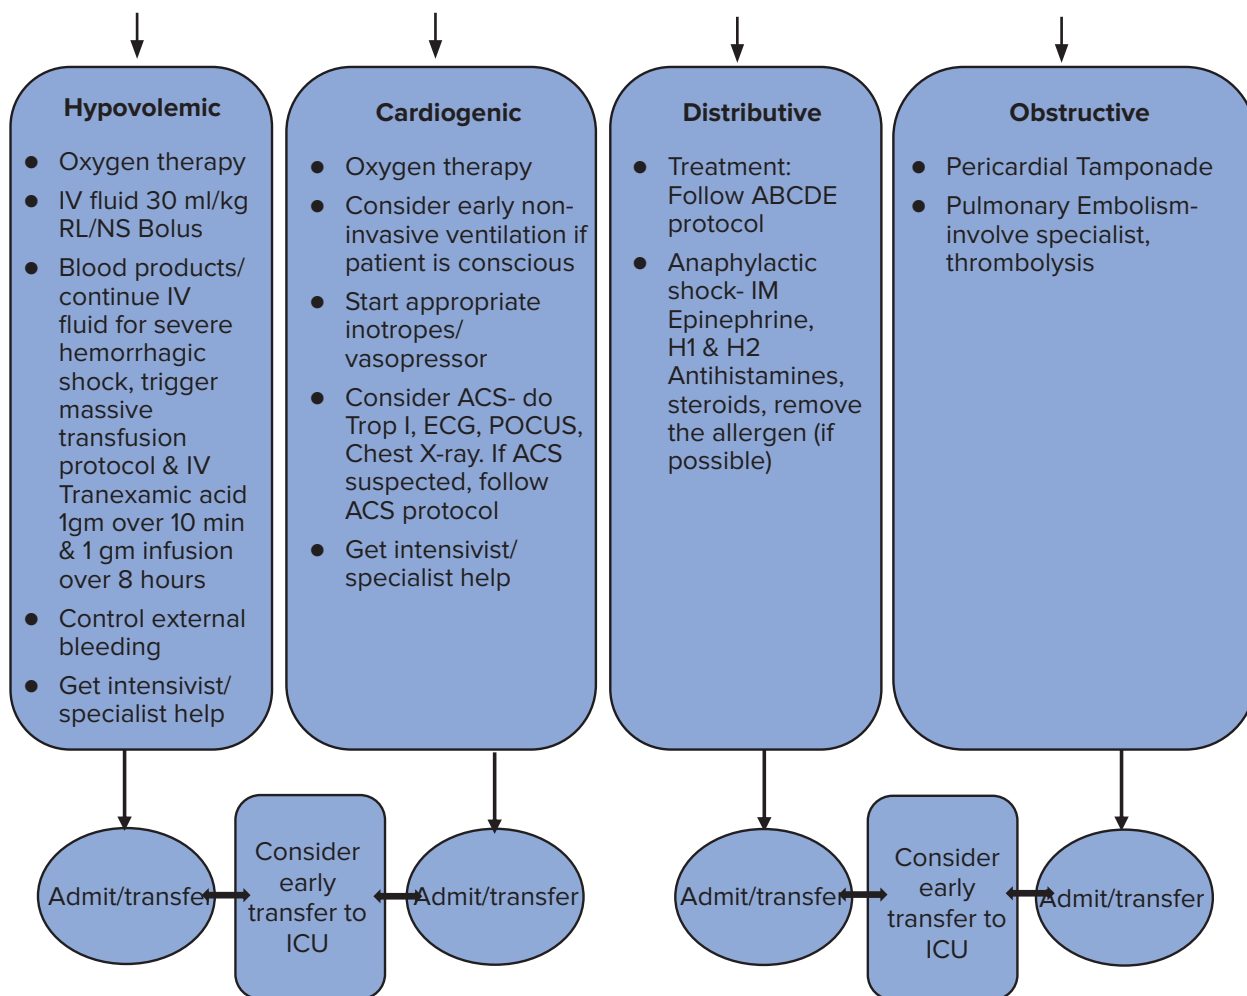 Hypovolemic
● Oxygen therapy
● IV fluid 30 ml/kg
RL/NS Bolus
● Blood products/
continue IV
fluid for severe
hemorrhagic
shock, trigger
massive
transfusion
protocol & IV
Tranexamic acid
1gm over 10 min
& 1 gm infusion
over 8 hours
● Control external
bleeding
● Get intensivist/
specialist help
Cardiogenic
● Oxygen therapy
● Consider early non-
invasive ventilation if
patient is conscious
● Start appropriate
inotropes/
vasopressor
● Consider ACS- do
Trop I, ECG, POCUS,
Chest X-ray. If ACS
suspected, follow
ACS protocol
● Get intensivist/
specialist help
Distributive
● Treatment:
Follow ABCDE
protocol
● Anaphylactic
shock- IM
Epinephrine,
H1 & H2
Antihistamines,
steroids, remove
the allergen (if
possible)
Obstructive
● Pericardial Tamponade
● Pulmonary Embolism-
involve specialist,
thrombolysis
Admit/transfer
Consider
early
transfer to
ICU
Admit/transfer
Admit/transfer
Consider
early
transfer to
ICU
Admit/transfer